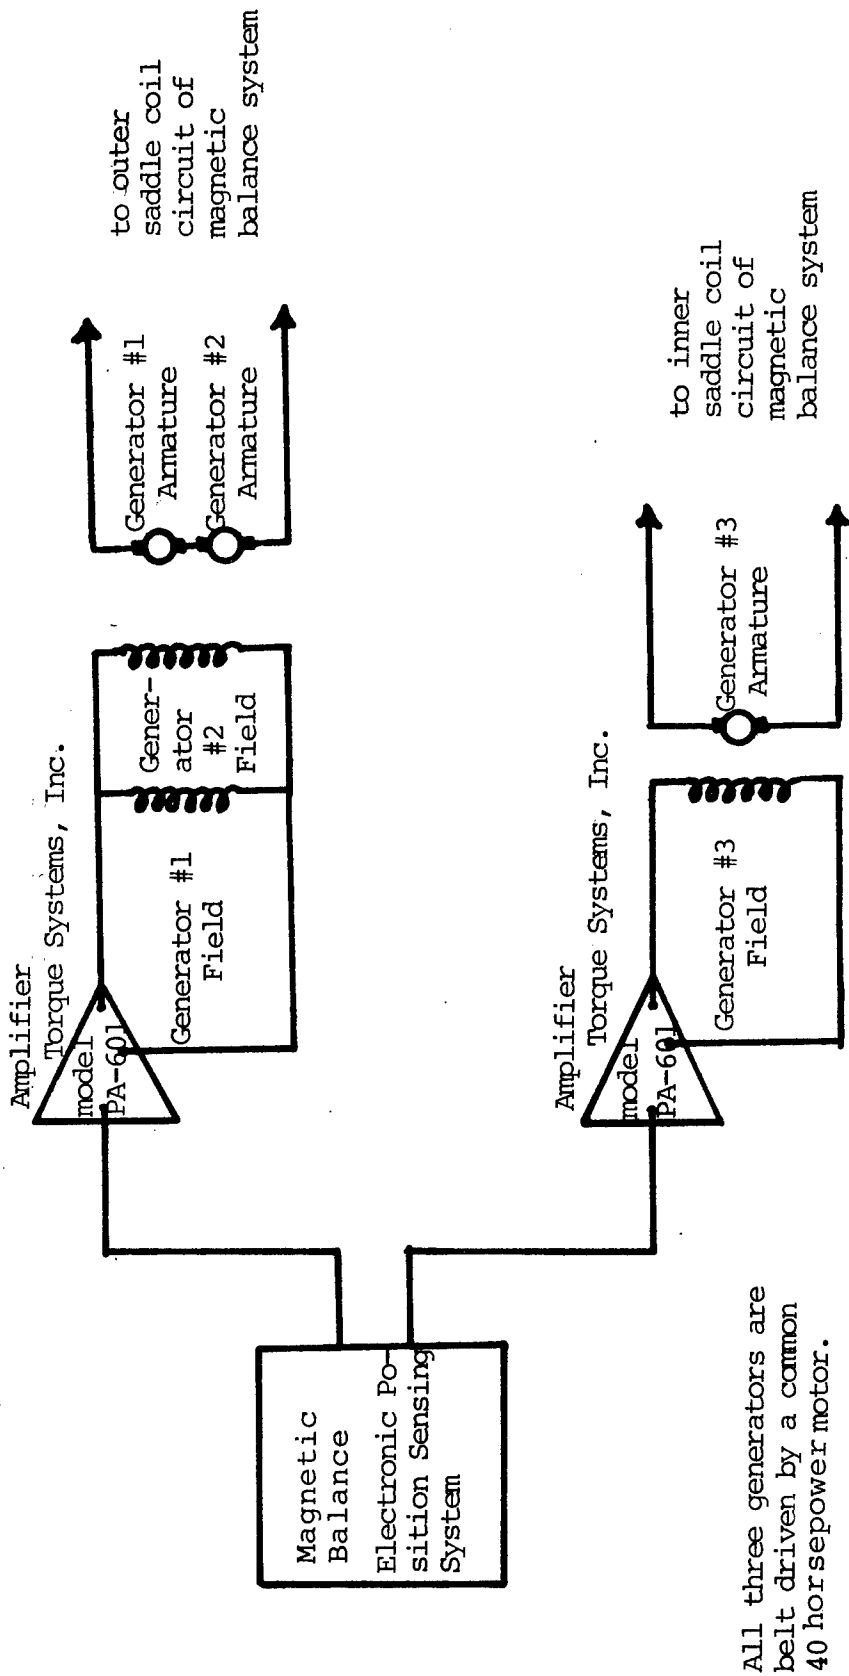 Magnetic
Balance
Electronic Po-
sition Sensing
System
Amplifier
Torque Systems, Inc.
model
PA-601
Generator #1
Field
Gener-
ator
#2
Field
Generator #1
Armature
Generator #2
Armature
to outer
saddle coil
circuit of
magnetic
balance system
Amplifier
Torque Systems, Inc.
model
PA-601
Generator #3
Field
Generator #3
Armature
to inner
saddle coil
circuit of
magnetic
balance system
All three generators are
belt driven by a common
40 horsepower motor.